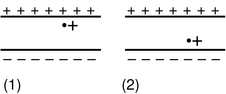 + + + + + + + + + + + + + +
•+
•+
− − − − − − − − − − − − − −
(1) (2)